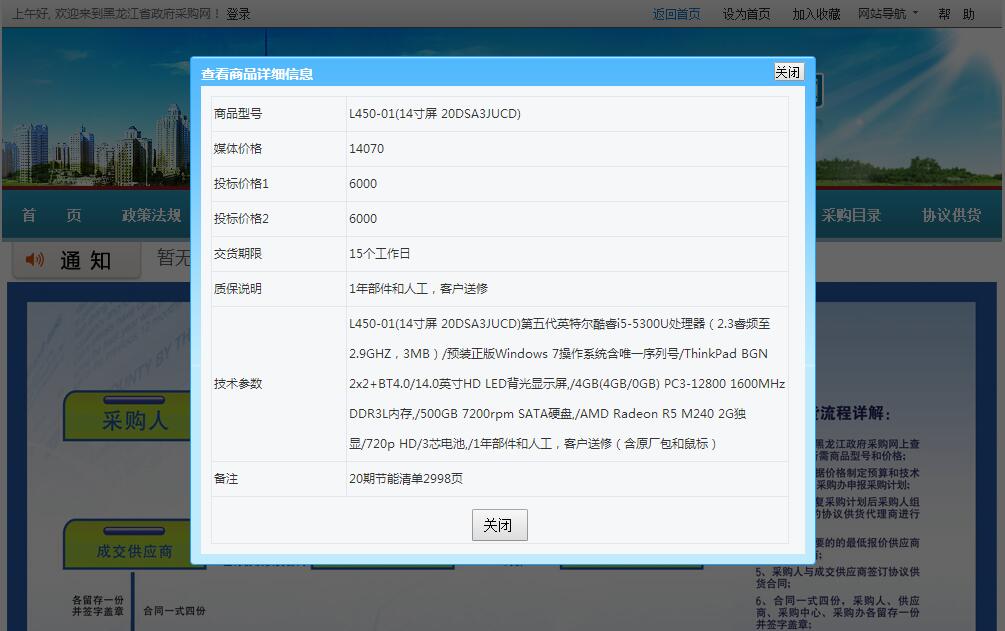 上午好, 欢迎来到黑龙江省政府采购网！ 登录
返回首页 设为首页 加入收藏 网站导航 帮 助
查看商品详细信息 关闭
首 页 政策法规 采购目录 协议供货
通 知 暂无
商品型号 L450-01(14寸屏 20DSA3JUCD)
媒体价格 14070
投标价格1 6000
投标价格2 6000
交货期限 15个工作日
质保说明 1年部件和人工，客户送修
技术参数
L450-01(14寸屏 20DSA3JUCD)第五代英特尔酷睿i5-5300U处理器（2.3睿频至
2.9GHZ，3MB）/预装正版Windows 7操作系统含唯一序列号/ThinkPad BGN
2x2+BT4.0/14.0英寸HD LED背光显示屏,/4GB(4GB/0GB) PC3-12800 1600MHz
DDR3L内存,/500GB 7200rpm SATA硬盘,/AMD Radeon R5 M240 2G独
显/720p HD/3芯电池,/1年部件和人工，客户送修（含原厂包和鼠标）
备注 20期节能清单2998页
关闭
采购人
成交供应商
各留存一份
并签字盖章
合同一式四份
流程详解：
黑龙江政府采购网上查
所需商品型号和价格;
据价格制定预算和技术
采购办申报采购计划;
复采购计划后采购人组
的协议供货代理商进行
要的的最低报价供应商
5、采购人与成交供应商签订协议供
货合同;
6、合同一式四份，采购人、供应
商、采购中心、采购办各留存一份
并签字盖章;